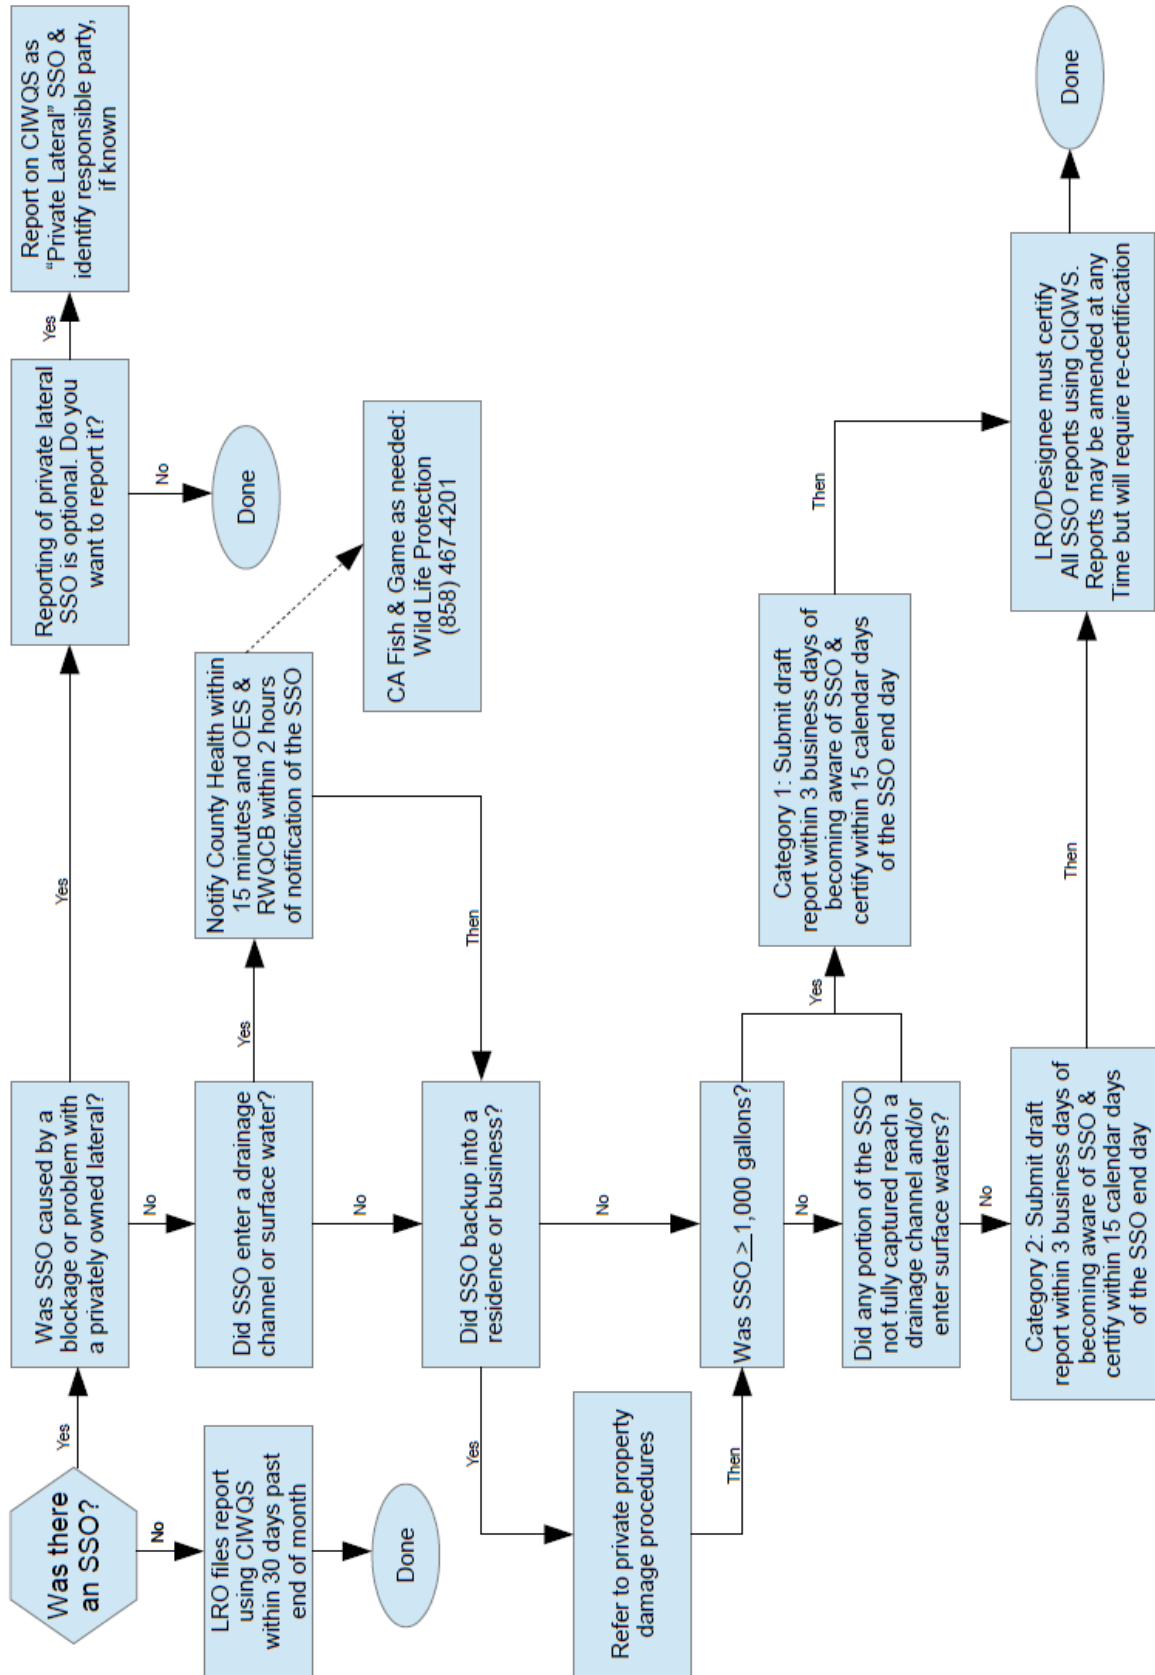 Was there
an SSO?
Yes
No
LRO files report
using CIWQS
within 30 days past
end of month
Done
Was SSO caused by a
blockage or problem with
a privately owned lateral?
Yes
No
Reporting of private lateral
SSO is optional. Do you
want to report it?
Yes
No
Report on CIWQS as
“Private Lateral” SSO &
identify responsible party,
if known
Done
Did SSO enter a drainage
channel or surface water?
Yes
No
Notify County Health within
15 minutes and OES &
RWQCB within 2 hours
of notification of the SSO
CA Fish & Game as needed:
Wild Life Protection
(858) 467-4201
Then
Did SSO backup into a
residence or business?
Yes
No
Refer to private property
damage procedures
Then
Was SSO > 1,000 gallons?
No
Yes
Did any portion of the SSO
not fully captured reach a
drainage channel and/or
enter surface waters?
No
Category 1: Submit draft
report within 3 business days of
becoming aware of SSO &
certify within 15 calendar days
of the SSO end day
Then
Category 2: Submit draft
report within 3 business days of
becoming aware of SSO &
certify within 15 calendar days
of the SSO end day
Then
LRO/Designee must certify
All SSO reports using CIQWS.
Reports may be amended at any
Time but will require re-certification
Done